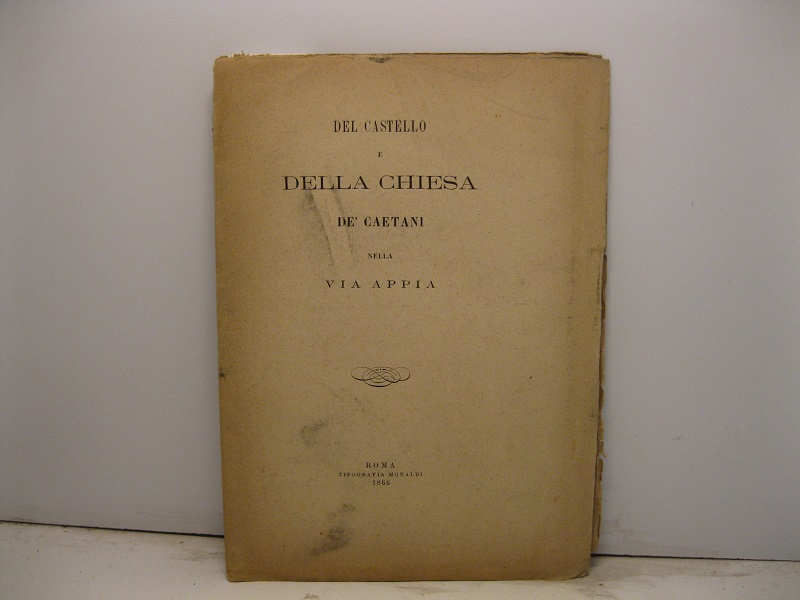 DEL CASTELLO
E
DELLA CHIESA
DE' CAETANI
NELLA
VIA APPIA
ROMA
TIPOGRAFIA MONALDI
1866